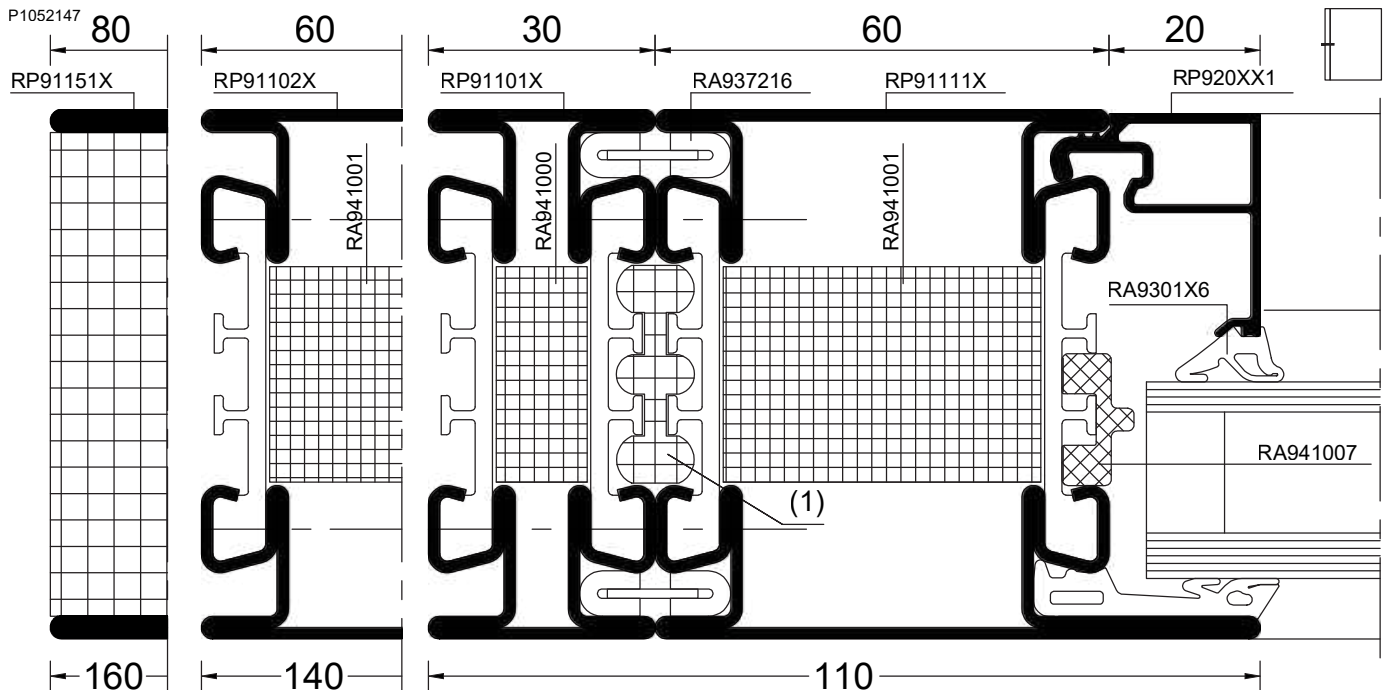 P1052147
80
60
30
60
20
RP91151X
RP91102X
RP91101X
RA937216
RP91111X
RP920XX1
RA941001
RA941000
RA941001
RA9301X6
RA941007
(1)
160
140
110